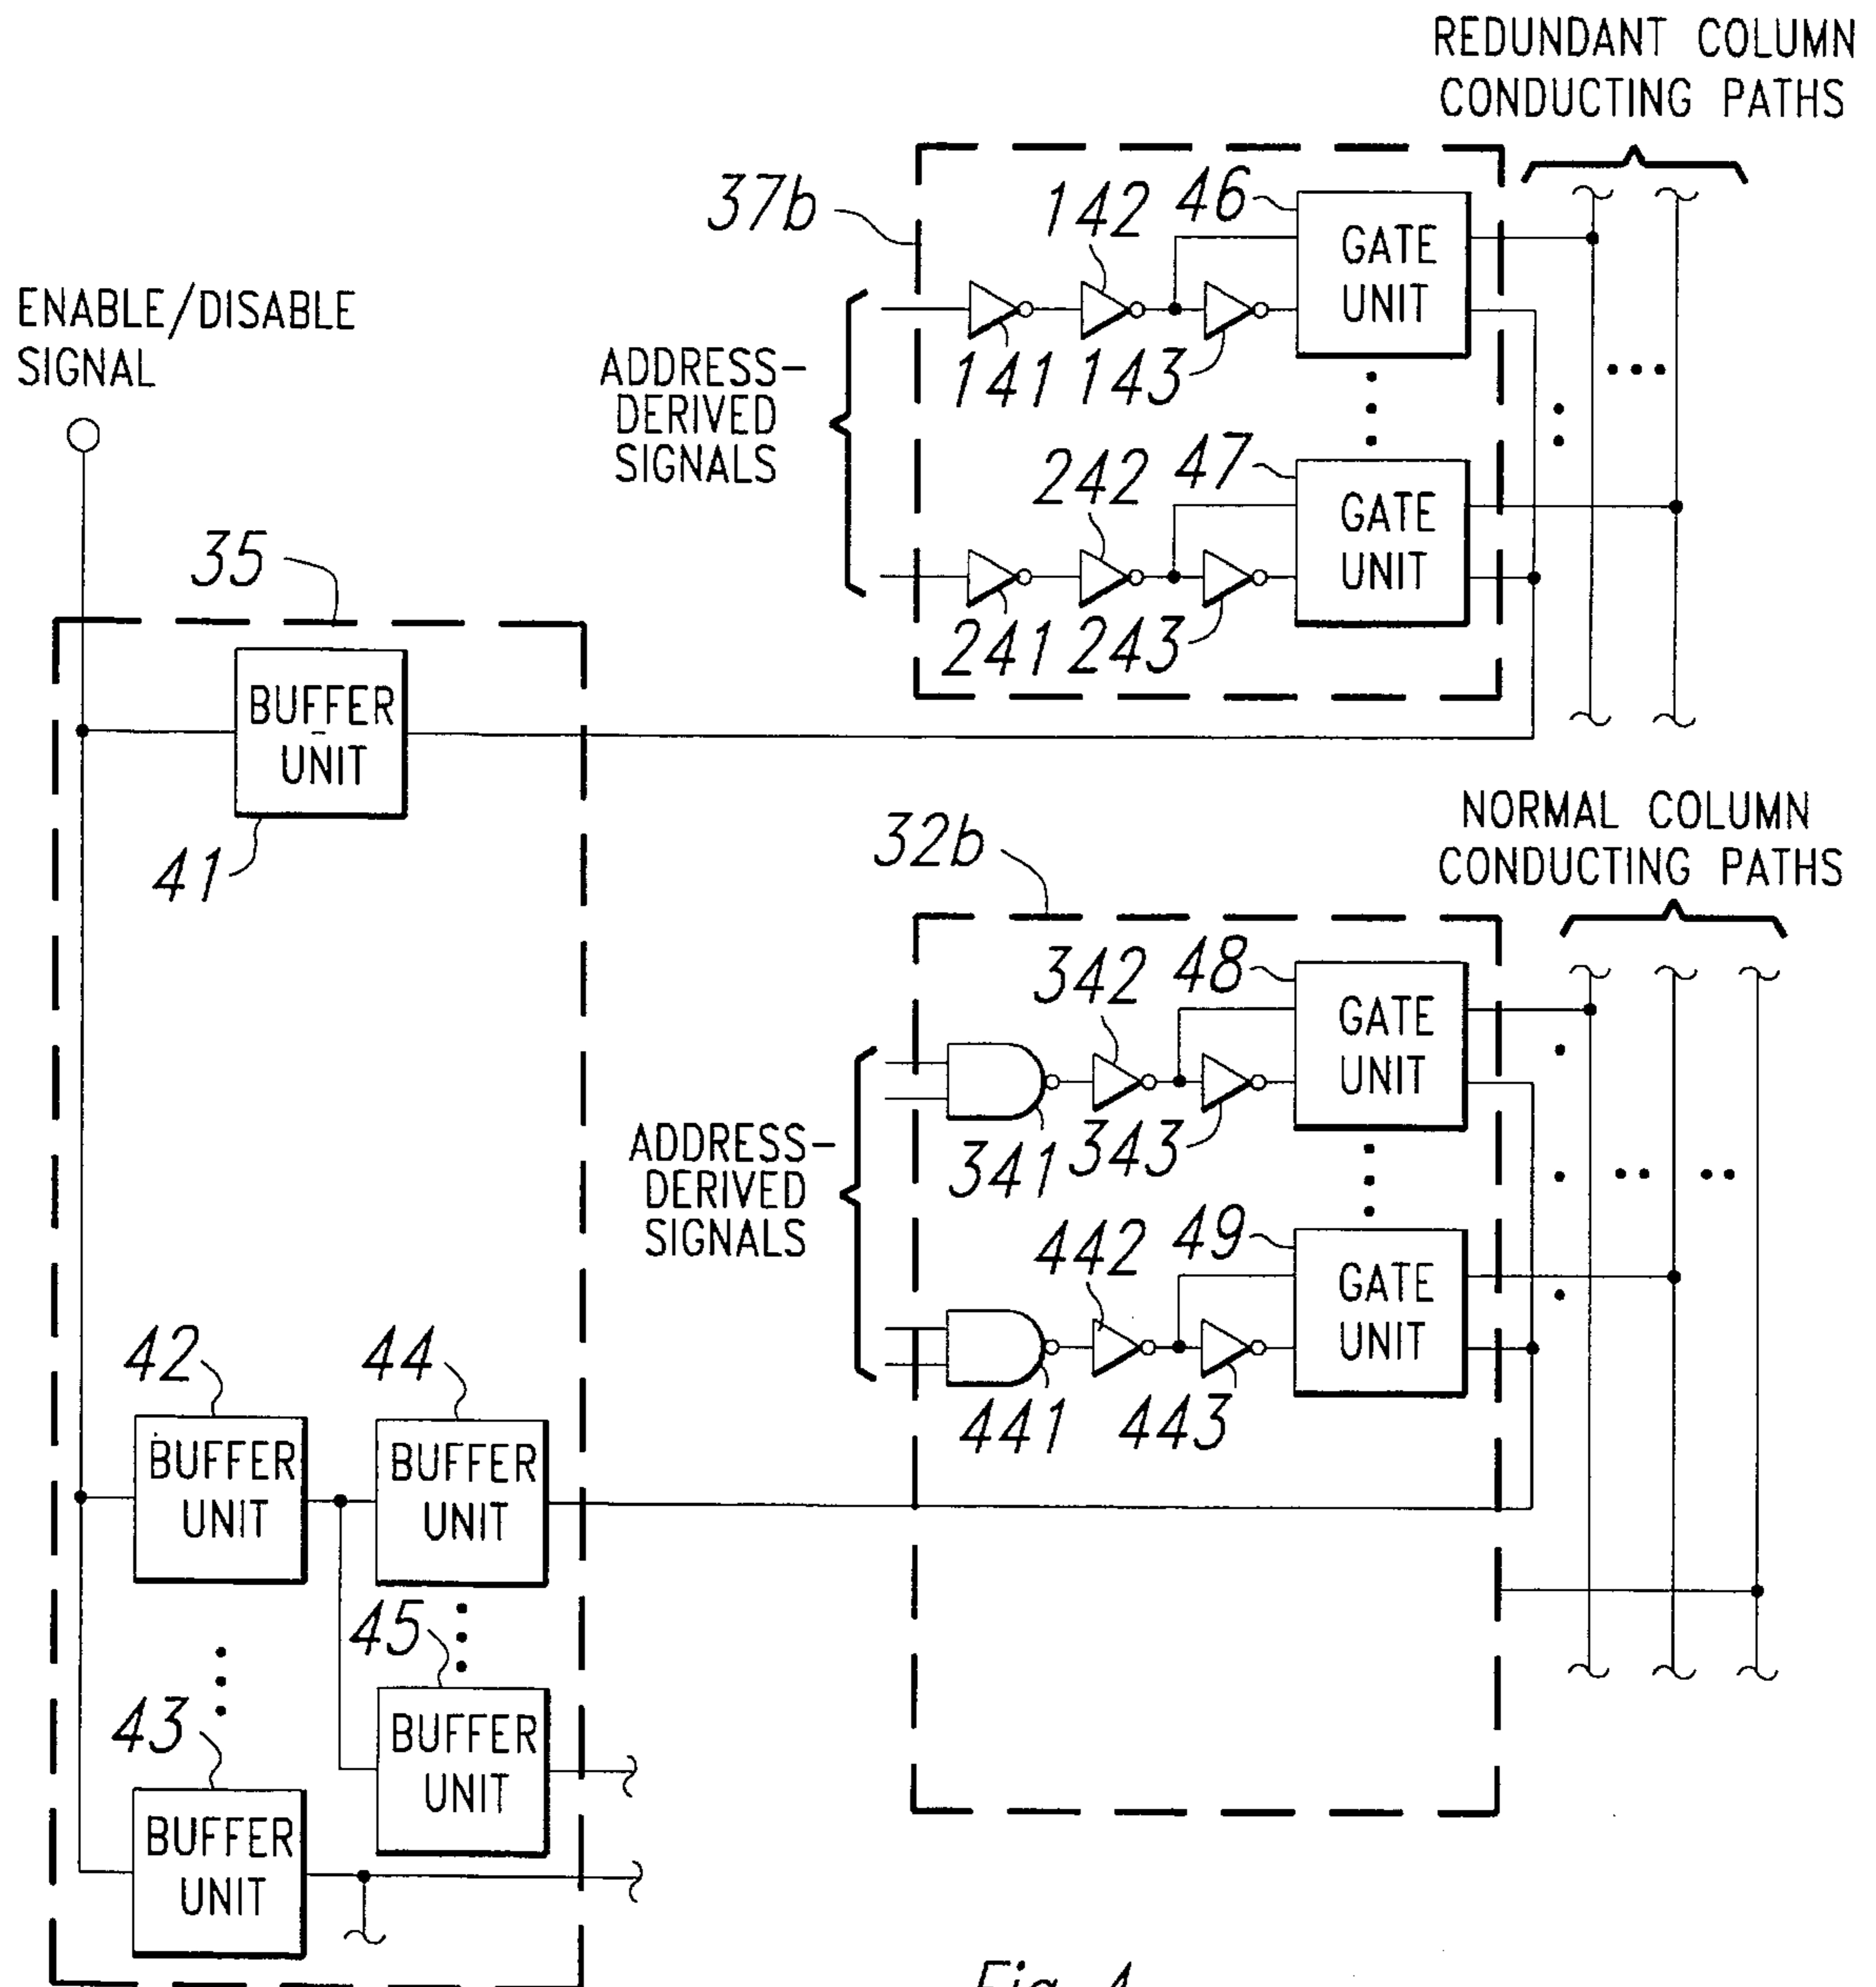 REDUNDANT COLUMN
CONDUCTING PATHS
37b
142
46
GATE
UNIT
141
143
ENABLE/DISABLE
SIGNAL
ADDRESS-
DERIVED
SIGNALS
242
47
GATE
UNIT
241
243
35
BUFFER
UNIT
41
NORMAL COLUMN
CONDUCTING PATHS
32b
342
48
GATE
UNIT
341
343
ADDRESS-
DERIVED
SIGNALS
442
49
GATE
UNIT
441
443
42
44
BUFFER
UNIT
BUFFER
UNIT
45
43
BUFFER
UNIT
BUFFER
UNIT
Fig. 4